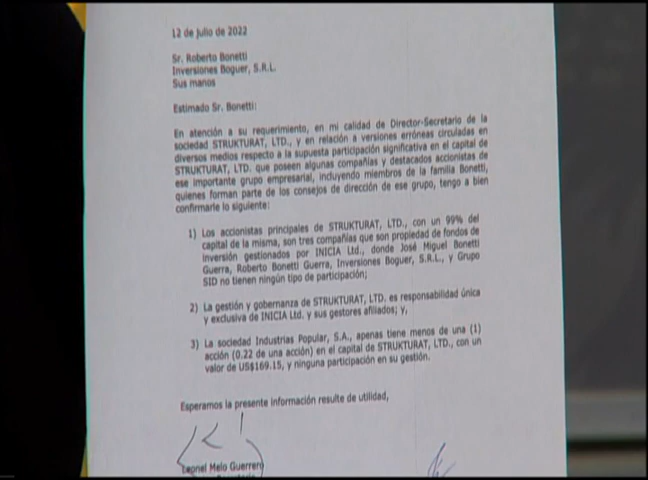 12 de julio de 2022
Sr. Roberto Bonetti
Inversiones Boguer, S.R.L.
Sus manos
Estimado Sr. Bonetti:
En atención a su requerimiento, en mi calidad de Director-Secretario de la
sociedad STRUKTURAT, LTD., y en relación a versiones erróneas circuladas en
diversos medios respecto a la supuesta participación significativa en el capital de
STRUKTURAT, LTD. que poseen algunas compañías y destacados accionistas de
ese importante grupo empresarial, incluyendo miembros de la familia Bonetti,
quienes forman parte de los consejos de dirección de ese grupo, tengo a bien
confirmarle lo siguiente:
1) Los accionistas principales de STRUKTURAT, LTD., con un 99% del
capital de la misma, son tres compañías que son propiedad de fondos de
inversión gestionados por INICIA Ltd., donde José Miguel Bonetti
Guerra, Roberto Bonetti Guerra, Inversiones Boguer, S.R.L., y Grupo
SID no tienen ningún tipo de participación;
2) La gestión y gobernanza de STRUKTURAT, LTD. es responsabilidad única
y exclusiva de INICIA Ltd. y sus gestores afiliados; y,
3) La sociedad Industrias Popular, S.A., apenas tiene menos de una (1)
acción (0.22 de una acción) en el capital de STRUKTURAT, LTD., con un
valor de US$169.15, y ninguna participación en su gestión.
Esperamos la presente información resulte de utilidad,
Leonel Melo Guerrero